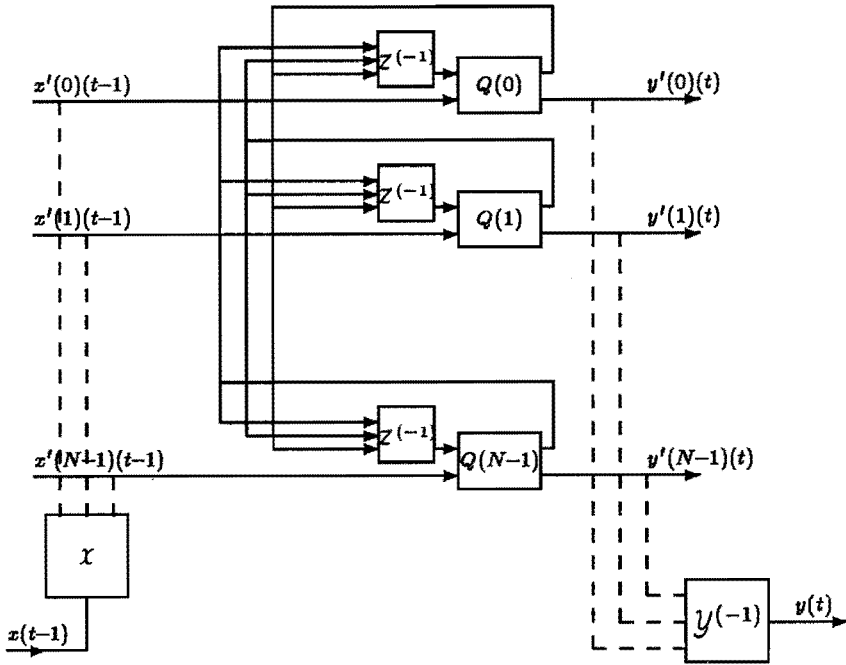 z^(-1)
x'(0)(t-1) Q(0) y'(0)(t)
z^(-1)
x'(1)(t-1) Q(1) y'(1)(t)
z^(-1)
x'(N-1)(t-1) Q(N-1) y'(N-1)(t)
x
x(t-1) y^(-1) y(t)